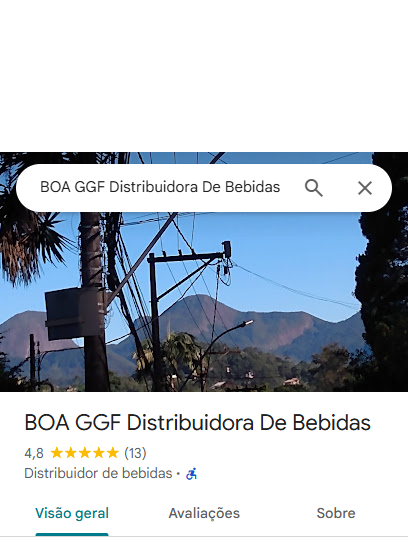 BOA GGF Distribuidora De Bebidas
BOA GGF Distribuidora De Bebidas
4,8 (13)
Distribuidor de bebidas ·
Visão geral Avaliações Sobre